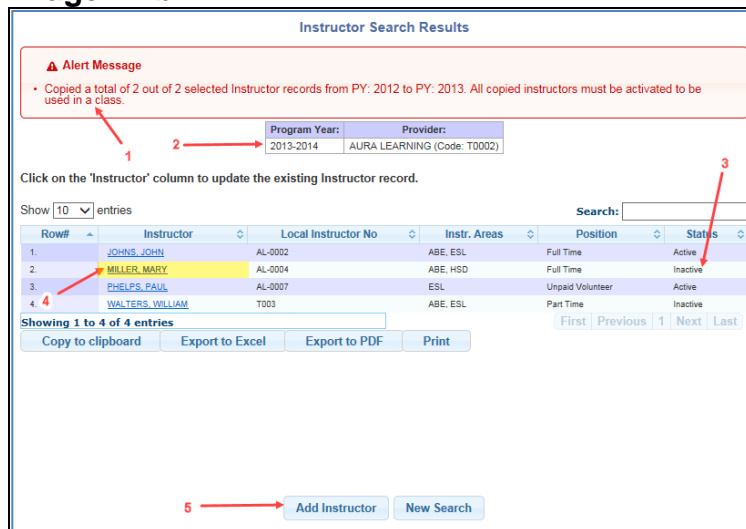 Instructor Search Results
Alert Message
• Copied a total of 2 out of 2 selected Instructor records from PY: 2012 to PY: 2013. All copied instructors must be activated to be
used in a class.
1
2
Program Year: Provider:
2013-2014 AURA LEARNING (Code: T0002)
3
Click on the 'Instructor' column to update the existing Instructor record.
Show 10 entries Search:
Row# Instructor Local Instructor No Instr. Areas Position Status
1. JOHNS, JOHN AL-0002 ABE, ESL Full Time Active
2. MILLER, MARY AL-0004 ABE, HSD Full Time Inactive
3. PHELPS, PAUL AL-0007 ESL Unpaid Volunteer Active
4
4. WALTERS, WILLIAM T003 ABE, ESL Part Time Inactive
Showing 1 to 4 of 4 entries First Previous 1 Next Last
Copy to clipboard Export to Excel Export to PDF Print
5
Add Instructor New Search